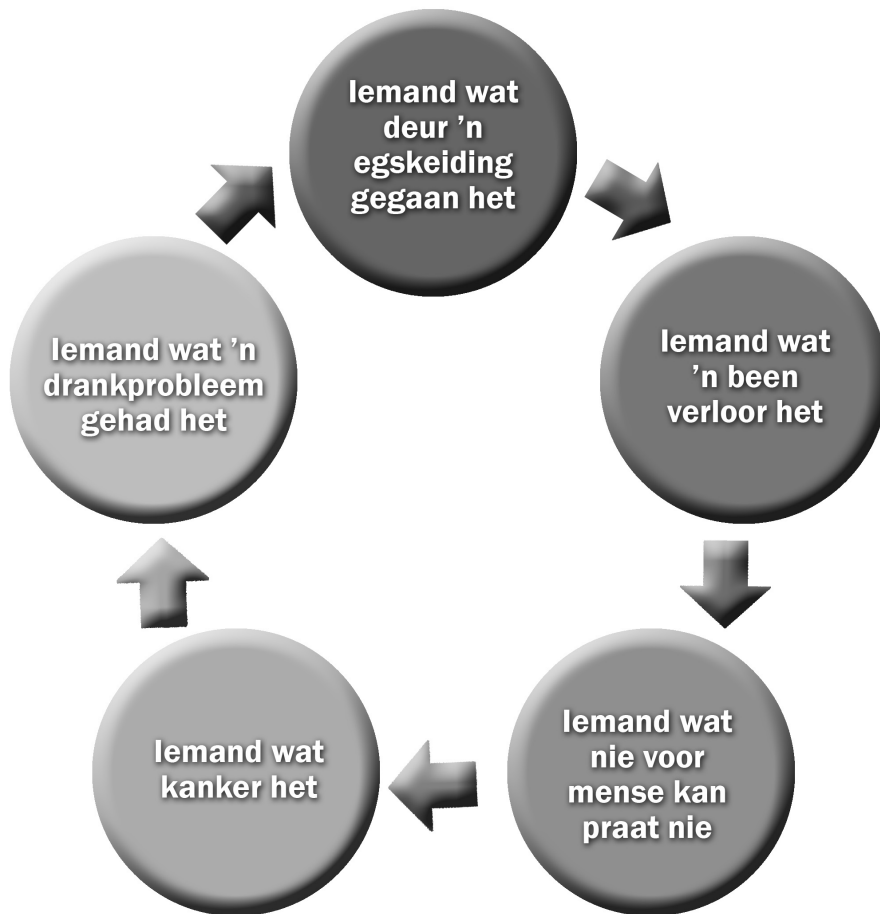 Iemand wat
deur ’n
egskeiding
gegaan het
Iemand wat
’n been
verloor het
Iemand wat
nie voor
mense kan
praat nie
Iemand wat
kanker het
Iemand wat ’n
drankprobleem
gehad het